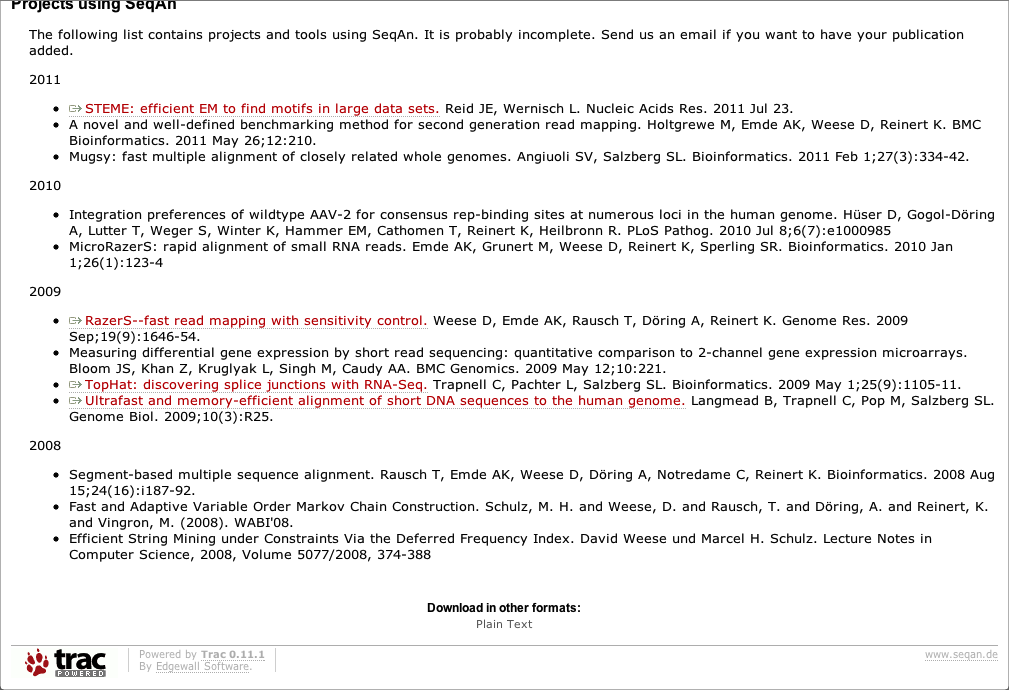 Projects using SeqAn
The following list contains projects and tools using SeqAn. It is probably incomplete. Send us an email if you want to have your publication
added.
2011
STEME: efficient EM to find motifs in large data sets. Reid JE, Wernisch L. Nucleic Acids Res. 2011 Jul 23.
A novel and well-defined benchmarking method for second generation read mapping. Holtgrewe M, Emde AK, Weese D, Reinert K. BMC
Bioinformatics. 2011 May 26;12:210.
Mugsy: fast multiple alignment of closely related whole genomes. Angiuoli SV, Salzberg SL. Bioinformatics. 2011 Feb 1;27(3):334-42.
2010
Integration preferences of wildtype AAV-2 for consensus rep-binding sites at numerous loci in the human genome. Hüser D, Gogol-Döring
A, Lutter T, Weger S, Winter K, Hammer EM, Cathomen T, Reinert K, Heilbronn R. PLoS Pathog. 2010 Jul 8;6(7):e1000985
MicroRazerS: rapid alignment of small RNA reads. Emde AK, Grunert M, Weese D, Reinert K, Sperling SR. Bioinformatics. 2010 Jan
1;26(1):123-4
2009
RazerS--fast read mapping with sensitivity control. Weese D, Emde AK, Rausch T, Döring A, Reinert K. Genome Res. 2009
Sep;19(9):1646-54.
Measuring differential gene expression by short read sequencing: quantitative comparison to 2-channel gene expression microarrays.
Bloom JS, Khan Z, Kruglyak L, Singh M, Caudy AA. BMC Genomics. 2009 May 12;10:221.
TopHat: discovering splice junctions with RNA-Seq. Trapnell C, Pachter L, Salzberg SL. Bioinformatics. 2009 May 1;25(9):1105-11.
Ultrafast and memory-efficient alignment of short DNA sequences to the human genome. Langmead B, Trapnell C, Pop M, Salzberg SL.
Genome Biol. 2009;10(3):R25.
2008
Segment-based multiple sequence alignment. Rausch T, Emde AK, Weese D, Döring A, Notredame C, Reinert K. Bioinformatics. 2008 Aug
15;24(16):i187-92.
Fast and Adaptive Variable Order Markov Chain Construction. Schulz, M. H. and Weese, D. and Rausch, T. and Döring, A. and Reinert, K.
and Vingron, M. (2008). WABI'08.
Efficient String Mining under Constraints Via the Deferred Frequency Index. David Weese und Marcel H. Schulz. Lecture Notes in
Computer Science, 2008, Volume 5077/2008, 374-388
Download in other formats:
Plain Text
trac
POWERED
Powered by Trac 0.11.1
By Edgewall Software.
www.seqan.de